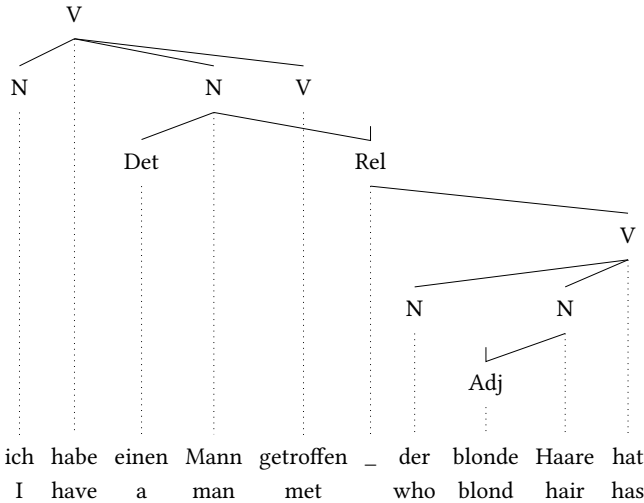 V
N N V
Det Rel
V
N N
Adj
ich habe einen Mann getroffen _ der blonde Haare hat
I have a man met who blond hair has